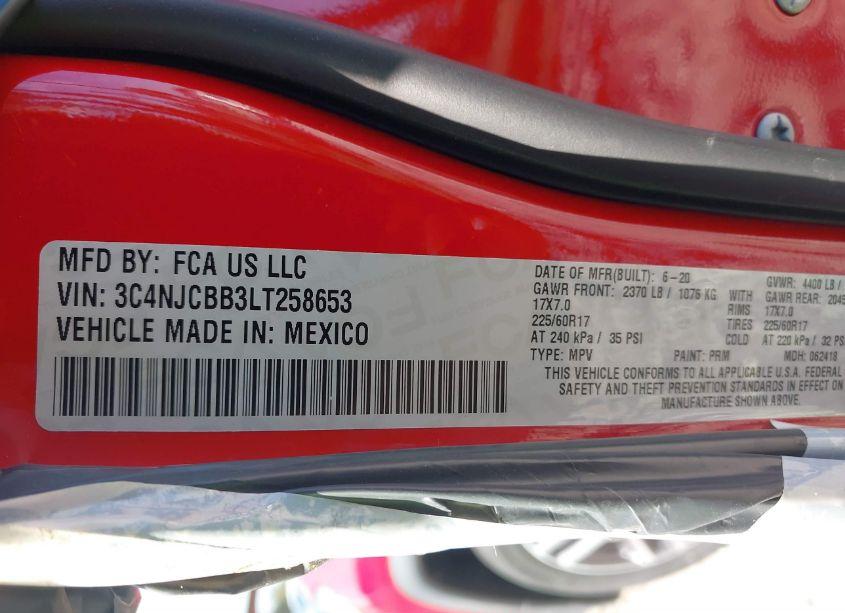 MFD BY: FCA US LLC
VIN: 3C4NJCBB3LT258653
VEHICLE MADE IN: MEXICO
DATE OF MFR(BUILT): 6-20 GVWR: 4400 LB /
GAWR FRONT: 2370 LB / 1076 KG WITH GAWR REAR: 2045
17X7.0 RIMS 17X7.0
225/60R17 TIRES 225/60R17
AT 240 kPa / 35 PSI COLD AT 220 kPa / 32 PS
TYPE: MPV PAINT: PRM MDH: 062418
THIS VEHICLE CONFORMS TO ALL APPLICABLE U.S.A. FEDERAL
SAFETY AND THEFT PREVENTION STANDARDS IN EFFECT ON
MANUFACTURE SHOWN ABOVE.